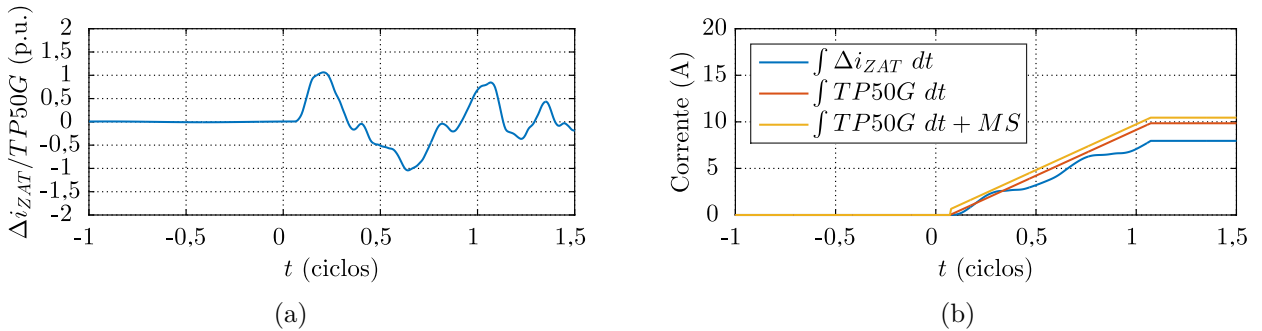 2
1,5
1
0,5
0
-0,5
-1
-1,5
-2
Δi_ZAT/TP50G (p.u.)
-1 -0,5 0 0,5 1 1,5
t (ciclos)
(a)
20
15
10
5
0
Corrente (A)
∫ Δi_ZAT dt
∫ TP50G dt
∫ TP50G dt + MS
-1 -0,5 0 0,5 1 1,5
t (ciclos)
(b)